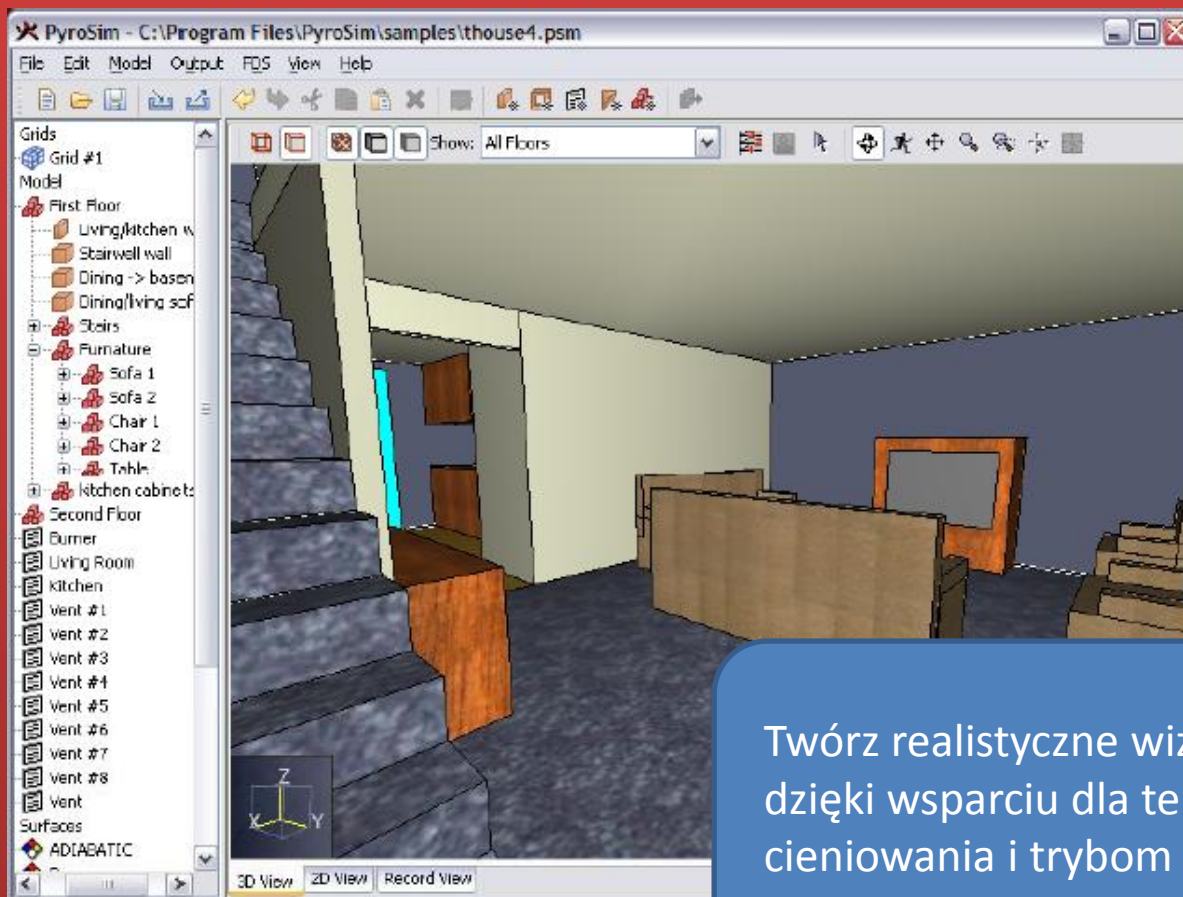 PyroSim - C:\Program Files\PyroSim\samples\thouse4.psm
File Edit Model Output FDS View Help
Show: All Floors
Grids
Grid #1
Model
First Floor
Living/kitchen w
Stairwell wall
Dining -> basen
Dining/living sof
Stairs
Furnature
Sofa 1
Sofa 2
Chair 1
Chair 2
Table
kitchen cabinets
Second Floor
Burner
Living Room
Kitchen
Vent #1
Vent #2
Vent #3
Vent #4
Vent #5
Vent #6
Vent #7
Vent #8
Vent
Surfaces
ADIABATIC
Z
X Y
3D View 2D View Record View
Twórz realistyczne wiz
dzięki wsparciu dla te
cieniowania i trybom